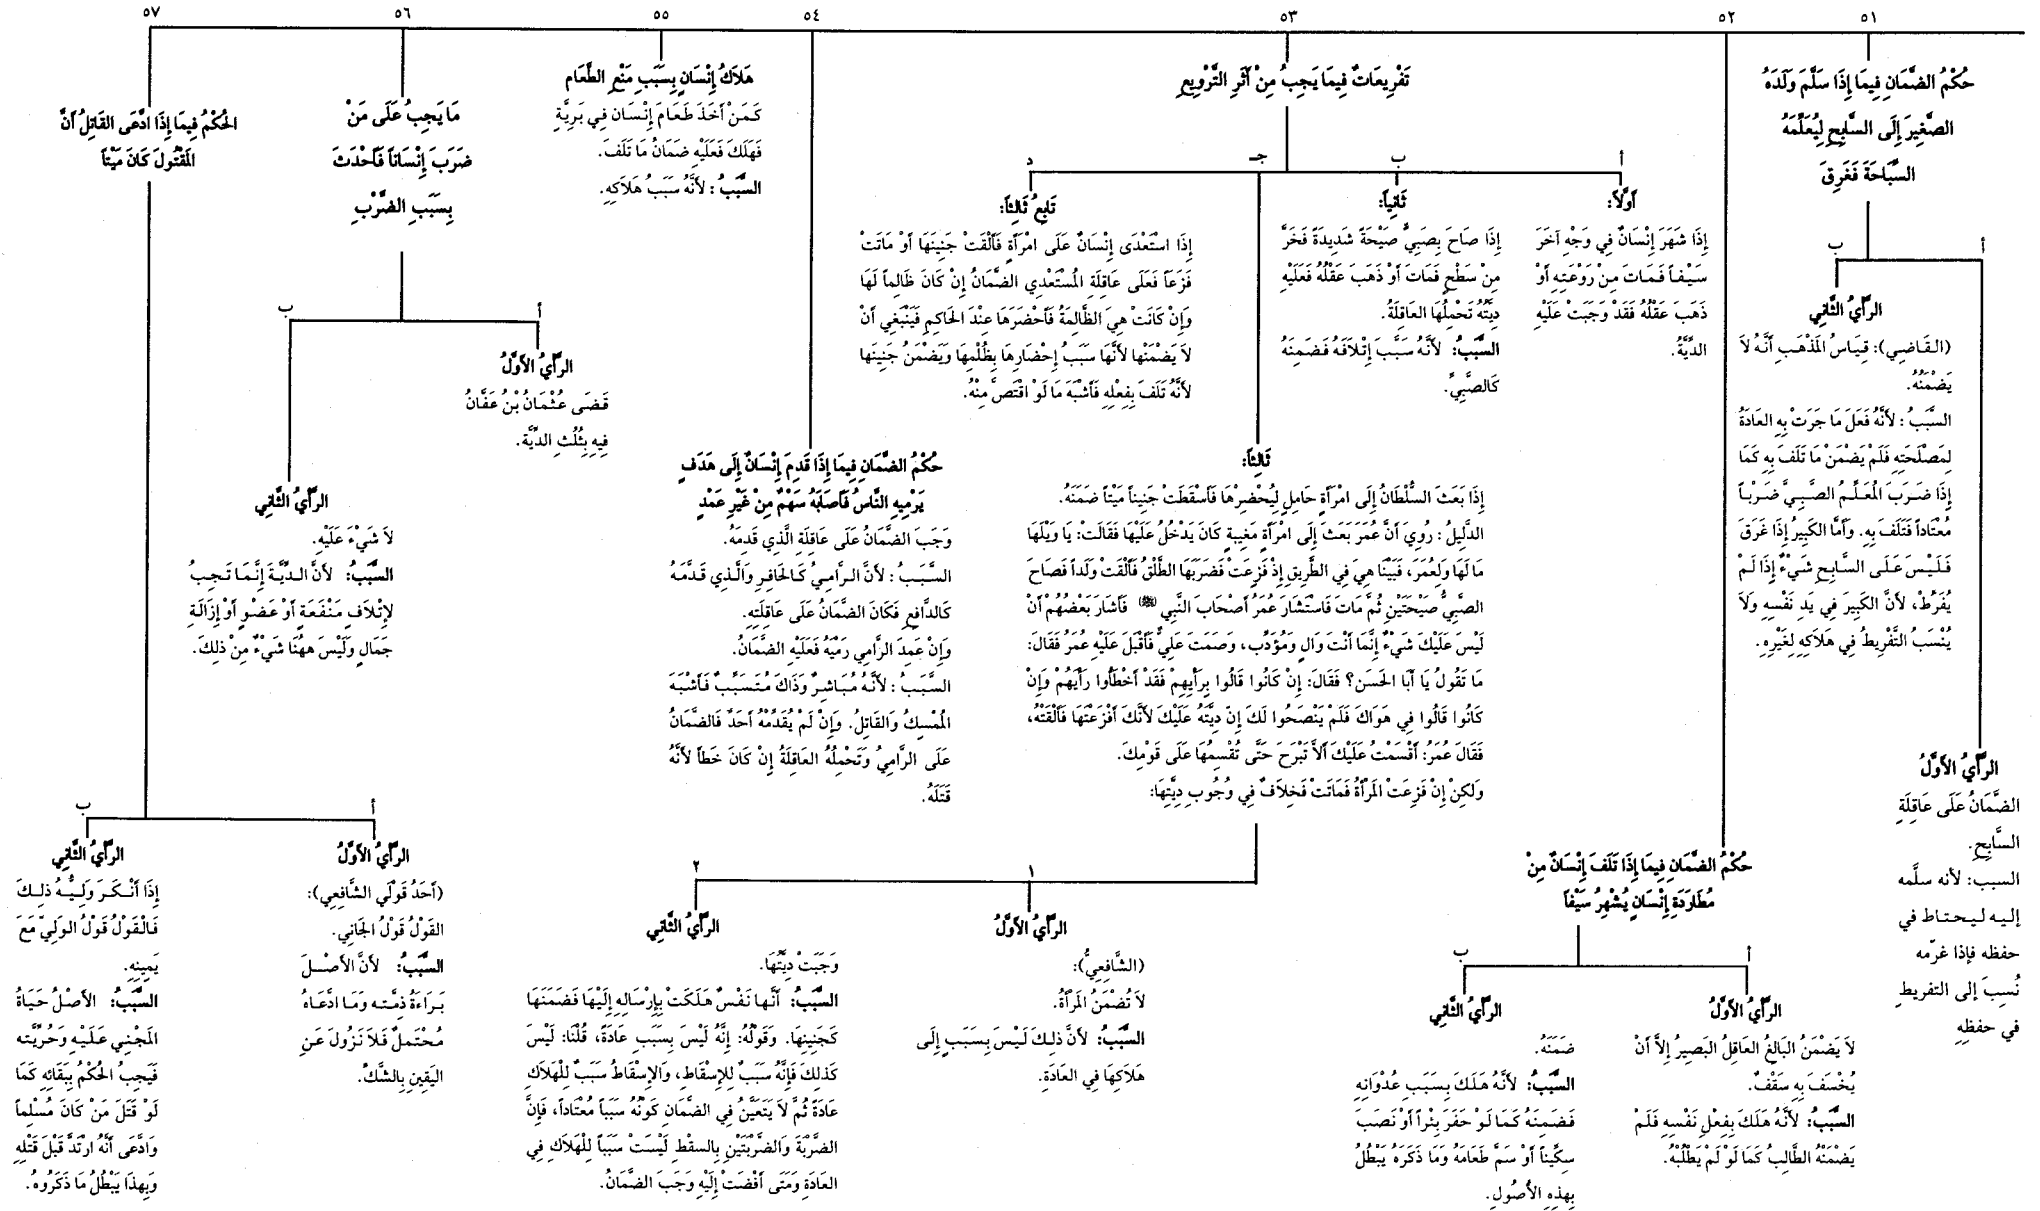 ٥١
حُكْمُ الضَّمَانِ فِيمَا إِذَا سَلَّمَ وَلَدَهُ
الصَّغِيرَ إِلَى السَّابِحِ لِيُعَلِّمَهُ
السِّبَاحَةَ فَغَرِقَ
أ
الرَّأْيُ الأَوَّلُ
الضَّمَانُ عَلَى عَاقِلَةِ
السَّابِحِ.
السبب: لأنه سلَّمه
إليه ليحتاط في
حفظه فإذا غرّمه
نُسِبَ إلى التفريطِ
في حفظِهِ
ب
الرَّأْيُ الثَّانِي
(القَاضِي): قِيَاسُ المَذْهَبِ أَنَّهُ لاَ
يَضْمَنُهُ.
السَّبَبُ: لأَنَّهُ فَعَلَ مَا جَرَتْ بِهِ العَادَةُ
لِمَصْلَحَتِهِ فَلَمْ يَضْمَنْ مَا تَلَفَ بِهِ كَمَا
إِذَا ضَرَبَ المُعَلِّمُ الصَّبِيَّ ضَرْباً
مُعْتَاداً فَتَلَفَ بِهِ. وَأَمَّا الكَبِيرُ إِذَا غَرَقَ
فَلَيْسَ عَلَى السَّابِحِ شَيْءٌ إِذَا لَمْ
يُفَرِّطْ، لأَنَّ الكَبِيرَ فِي يَدِ نَفْسِهِ وَلاَ
يُنْسَبُ التَّفْرِيطُ فِي هَلاَكِهِ لِغَيْرِهِ.
٥٢
حُكْمُ الضَّمَانِ فِيمَا إِذَا تَلَفَ إِنْسَانٌ مِنْ
مُطَارَدَةِ إِنْسَانٍ يُشْهِرُ سَيْفاً
أ
الرَّأْيُ الأَوَّلُ
لاَ يَضْمَنُ البَالِغُ العَاقِلُ البَصِيرُ إِلاَّ أَنْ
يُخْسَفَ بِهِ سَقْفٌ.
السَّبَبُ: لأَنَّهُ هَلَكَ بِفِعْلِ نَفْسِهِ فَلَمْ
يَضْمَنْهُ الطَّالِبُ كَمَا لَوْ لَمْ يَطْلُبْهُ.
ب
الرَّأْيُ الثَّانِي
ضَمَنَهُ.
السَّبَبُ: لأَنَّهُ هَلَكَ بِسَبَبِ عُدْوَانِهِ
فَضَمِنَهُ كَمَا لَوْ حَفَرَ بِئْراً أَوْ نَصَبَ
سِكِّيناً أَوْ سَمَّ طَعَامَهُ وَمَا ذَكَرَهُ يَبْطُلُ
بِهذِهِ الأُصُولِ.
٥٣
تَفْرِيعَاتٌ فِيمَا يَجِبُ مِنْ أَثَرِ التَّرْوِيعِ
أ
أَوَّلاً:
إِذَا شَهَرَ إِنْسَانٌ فِي وَجْهِ آخَرَ
سَيْفاً فَمَاتَ مِنْ رَوْعَتِهِ أَوْ
ذَهَبَ عَقْلُهُ فَقَدْ وَجَبَتْ عَلَيْهِ
الدِّيَّةُ.
ب
ثَانِياً:
إِذَا صَاحَ بِصَبِيٍّ صَيْحَةً شَدِيدَةً فَخَرَّ
مِنْ سَطْحٍ فَمَاتَ أَوْ ذَهَبَ عَقْلُهُ فَعَلَيْهِ
دِيَّتُهُ تَحْمِلُهَا العَاقِلَةُ.
السَّبَبُ: لأَنَّهُ سَبَّبَ إِتْلاَفَهُ فَضَمِنَهُ
كَالصَّبِيِّ.
جـ
ثَالِثاً:
إِذَا بَعَثَ السُّلْطَانُ إِلَى امْرَأَةٍ حَامِلٍ لِيُحْضِرْهَا فَأَسْقَطَتْ جَنِيناً مَيْتاً ضَمَنَهُ.
الدَّلِيلُ: رُوِيَ أَنَّ عُمَرَ بَعَثَ إِلَى امْرَأَةٍ مَغِيبَةٍ كَانَ يَدْخُلُ عَلَيْهَا فَقَالَتْ: يَا وَيْلَهَا
مَا لَهَا وَلِعُمَرَ، فَبَيْنَا هِيَ فِي الطَّرِيقِ إِذْ فَزِعَتْ فَضَرَبَهَا الطَّلْقُ فَأَلْقَتْ وَلَداً فَصَاحَ
الصَّبِيُّ صَيْحَتَيْنِ ثُمَّ مَاتَ فَاسْتَشَارَ عُمَرُ أَصْحَابَ النَّبِي ﷺ فَأَشَارَ بَعْضُهُمْ أَنْ
لَيْسَ عَلَيْكَ شَيْءٌ إِنَّمَا أَنْتَ وَالٍ وَمُؤَدِّبٌ، وَصَمَتَ عَلِيٌّ فَأَقْبَلَ عَلَيْهِ عُمَرُ فَقَالَ:
مَا تَقُولُ يَا أَبَا الحَسَنِ؟ فَقَالَ: إِنْ كَانُوا قَالُوا بِرَأْيِهِمْ فَقَدْ أَخْطَأُوا رَأْيَهُمْ وَإِنْ
كَانُوا قَالُوا فِي هَوَاكَ فَلَمْ يَنْصَحُوا لَكَ إِنّ دِيَّتَهُ عَلَيْكَ لأَنَّكَ أَفْزَعْتَهَا فَأَلْقَتْهُ،
فَقَالَ عُمَرُ: أَقْسَمْتُ عَلَيْكَ أَلاَّ تَبْرَحَ حَتَّى تُقْسِمُهَا عَلَى قَوْمِكَ.
وَلكِنْ إِنْ فَزِعَتْ المَرْأَةُ فَمَاتَتْ فَخِلاَفٌ فِي وُجُوبِ دِيَّتِهَا:
١
الرَّأْيُ الأَوَّلُ
(الشَّافِعِيُّ):
لاَ تُضْمَنُ المَرْأَةُ.
السَّبَبُ: لأَنَّ ذلِكَ لَيْسَ بِسَبَبٍ إِلَى
هَلاَكِهَا فِي العَادَةِ.
٢
الرَّأْيُ الثَّانِي
وَجَبَتْ دِيَّتُهَا.
السَّبَبُ: أَنَّها نَفْسٌ هَلَكَتْ بِإِرْسَالِهِ إِلَيْهَا فَضَمَنَهَا
كَجَنِينِهَا. وَقَوْلُهُ: إِنَّهُ لَيْسَ بِسَبَبِ عَادَةً، قُلْنَا: لَيْسَ
كَذلِكَ فَإِنَّهُ سَبَبٌ لِلإِسْقَاطِ، وَالإِسْقَاطُ سَبَبٌ لِلْهَلاَكِ
عَادَةً ثُمَّ لاَ يَتَعَيَّنُ فِي الضَّمَانِ كَوْنُهُ سَبَباً مُعْتَاداً، فَإِنَّ
الضَّرْبَةَ وَالضَّرْبَتَيْنِ بِالسقْطِ لَيْسَتْ سَبَباً لِلْهَلاَكِ فِي
العَادَةِ وَمَتَى أَفْضَتْ إِلَيْهِ وَجَبَ الضَّمَانُ.
د
تَابِعُ ثَالِثاً:
إِذَا اسْتَعْدَى إِنْسَانٌ عَلَى امْرَأَةٍ فَأَلْقَتْ جَنِينَهَا أَوْ مَاتَتْ
فَزَعاً فَعَلَى عَاقِلَةِ المُسْتَعْدِي الضَّمَانُ إِنْ كَانَ ظَالِماً لَهَا
وَإِنْ كَانَتْ هِيَ الظَّالِمَةُ فَأَحْضَرَهَا عِنْدَ الحَاكِمِ فَيَنْبَغِي أَنْ
لاَ يَضْمَنْها لأَنَّهَا سَبَبُ إِحْضَارِهَا بِظُلْمِهَا وَيَضْمَنُ جَنِينَها
لأَنَّهُ تَلَفَ بِفِعْلِهِ فَأَشْبَهَ مَا لَوْ اقْتَصَّ مِنْهُ.
٥٤
حُكْمُ الضَّمَانِ فِيمَا إِذَا قَدِمَ إِنْسَانٌ إِلَى هَدَفٍ
يَرْمِيهِ النَّاسُ فَأَصَابَهُ سَهْمٌ مِنْ غَيْرِ عَمْدٍ
وَجَبَ الضَّمَانُ عَلَى عَاقِلَةِ الَّذِي قَدِمَهُ.
السَّبَبُ: لأَنَّ الرَّامِيَ كَالحَافِرِ وَالَّذِي قَدَّمَهُ
كَالدَّافِعِ فَكَانَ الضَّمَانُ عَلَى عَاقِلَتِهِ.
وَإِنْ عَمِدَ الرَّامِي رَمْيَهُ فَعَلَيْهِ الضَّمَانُ.
السَّبَبُ: لأَنَّهُ مُبَاشِرٌ وَذَاكَ مُتَسَبِّبٌ فَأَشْبَهَ
المُمْسِكُ وَالقَاتِلُ. وَإِنْ لَمْ يُقَدِّمْهُ أَحَدٌ فَالضَّمَانُ
عَلَى الرَّامِيُ وَتَحْمِلُهُ العَاقِلَةُ إِنْ كَانَ خَطَأً لأَنَّهُ
قَتَلَهُ.
٥٥
هَلاَكُ إِنْسَانٍ بِسَبَبِ مَنْعِ الطَّعَام
كَمَنْ أَخَذَ طَعَامَ إِنْسَان فِي بَرِيَّةٍ
فَهَلَكَ فَعَلَيْهِ ضَمَانُ مَا تَلَفَ.
السَّبَبُ: لأَنَّهُ سَبَبُ هَلاَكِهِ.
٥٦
مَا يَجِبُ عَلَى مَنْ
ضَرَبَ إِنْسَاناً فَأَحْدَثَ
بِسَبَبِ الضَّرْبِ
أ
الرَّأْيُ الأَوَّلُ
قَضَى عُثْمَانُ بْنُ عَفَّانُ
فِيهِ بِثُلُثِ الدِّيَّة.
ب
الرَّأْيُ الثَّانِي
لاَ شَيْءَ عَلَيْهِ.
السَّبَبُ: لأَنَّ الدِّيَّةَ إِنَّمَا تَجِبُ
لإِتْلاَفِ مَنْفَعَةٍ أَوْ عَضْوٍ أَوْ إِزَالَةِ
جَمَالٍ وَلَيْسَ ههُنَا شَيْءٌ مِنْ ذلِكَ.
٥٧
الحُكْمُ فِيمَا إِذَا ادَّعَى القَاتِلُ أَنَّ
المَقْتُولَ كَانَ مَيْتاً
أ
الرَّأْيُ الأَوَّلُ
(أَحَدُ قَوْلَي الشَّافِعِي):
القَوْلُ قَوْلُ الجَانِي.
السَّبَبُ: لأَنَّ الأَصْلَ
بَرَاءَةُ ذِمَّتِه وَمَا ادَّعَاهُ
مُحْتَمَلٌ فَلاَ نَزُولَ عَنِ
اليَقِينِ بِالشَّكِّ.
ب
الرَّأْيُ الثَّانِي
إِذَا أَنْكَرَ وَلِيُّهُ ذلِكَ
فَالقَوْلُ قَوْلُ الوَلِيّ مَعَ
يَمِينِهِ.
السَّبَبُ: الأَصْلُ حَيَاةُ
المَجْنِي عَلَيْهِ وَحُرِّيَّته
فَيَجِبُ الحُكْمُ بِبَقَائِهِ كَمَا
لَوْ قَتَلَ مَنْ كَانَ مُسْلِماً
وَادَّعَى أَنَّهُ ارْتَدَّ قَبْلَ قَتْلِهِ
وَبِهذَا يَبْطُلُ مَا ذَكَرُوهُ.